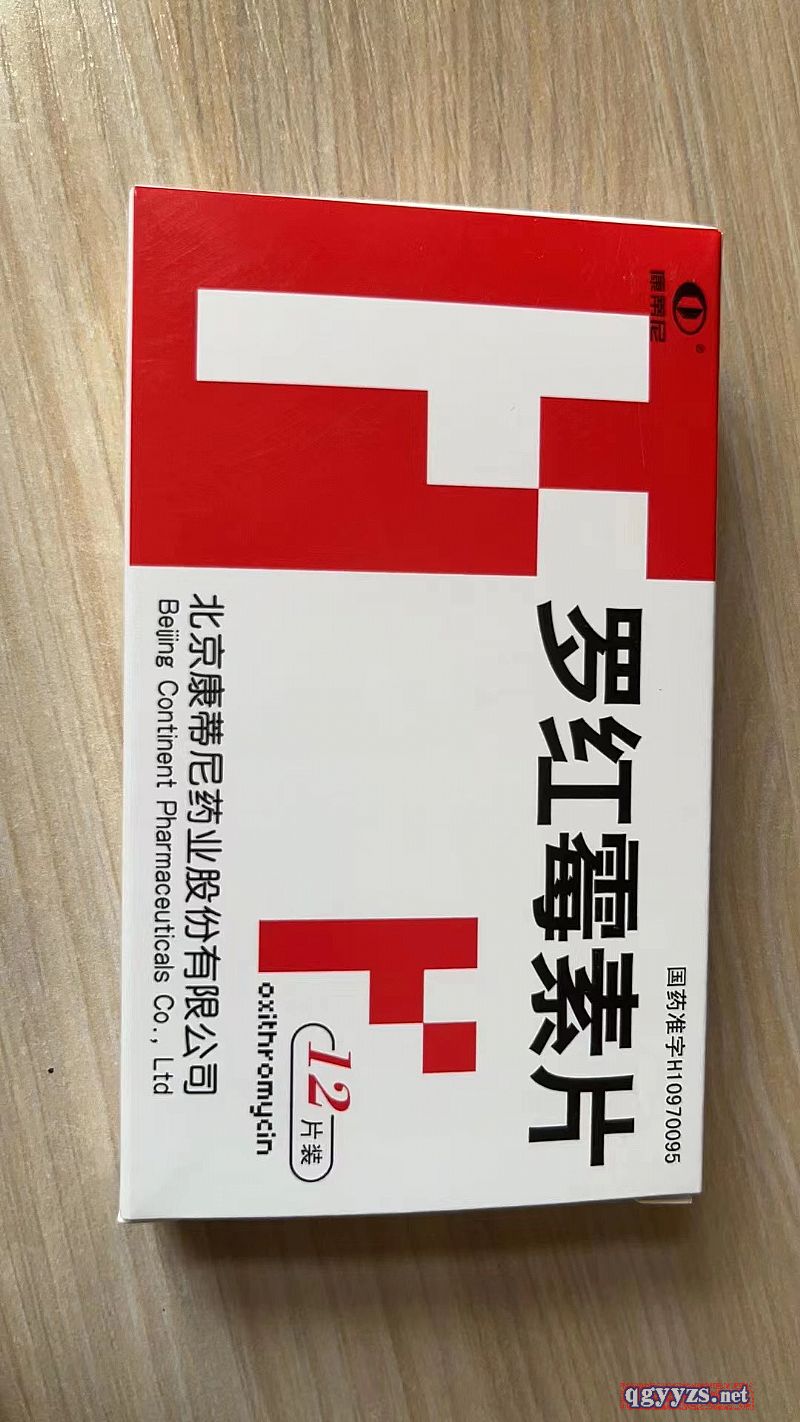 康蒂尼
国药准字H10970095
罗红霉素片
12片装
oxithromycin
北京康蒂尼药业股份有限公司
Beijing Continent Pharmaceuticals Co., Ltd
qgyyzs.net